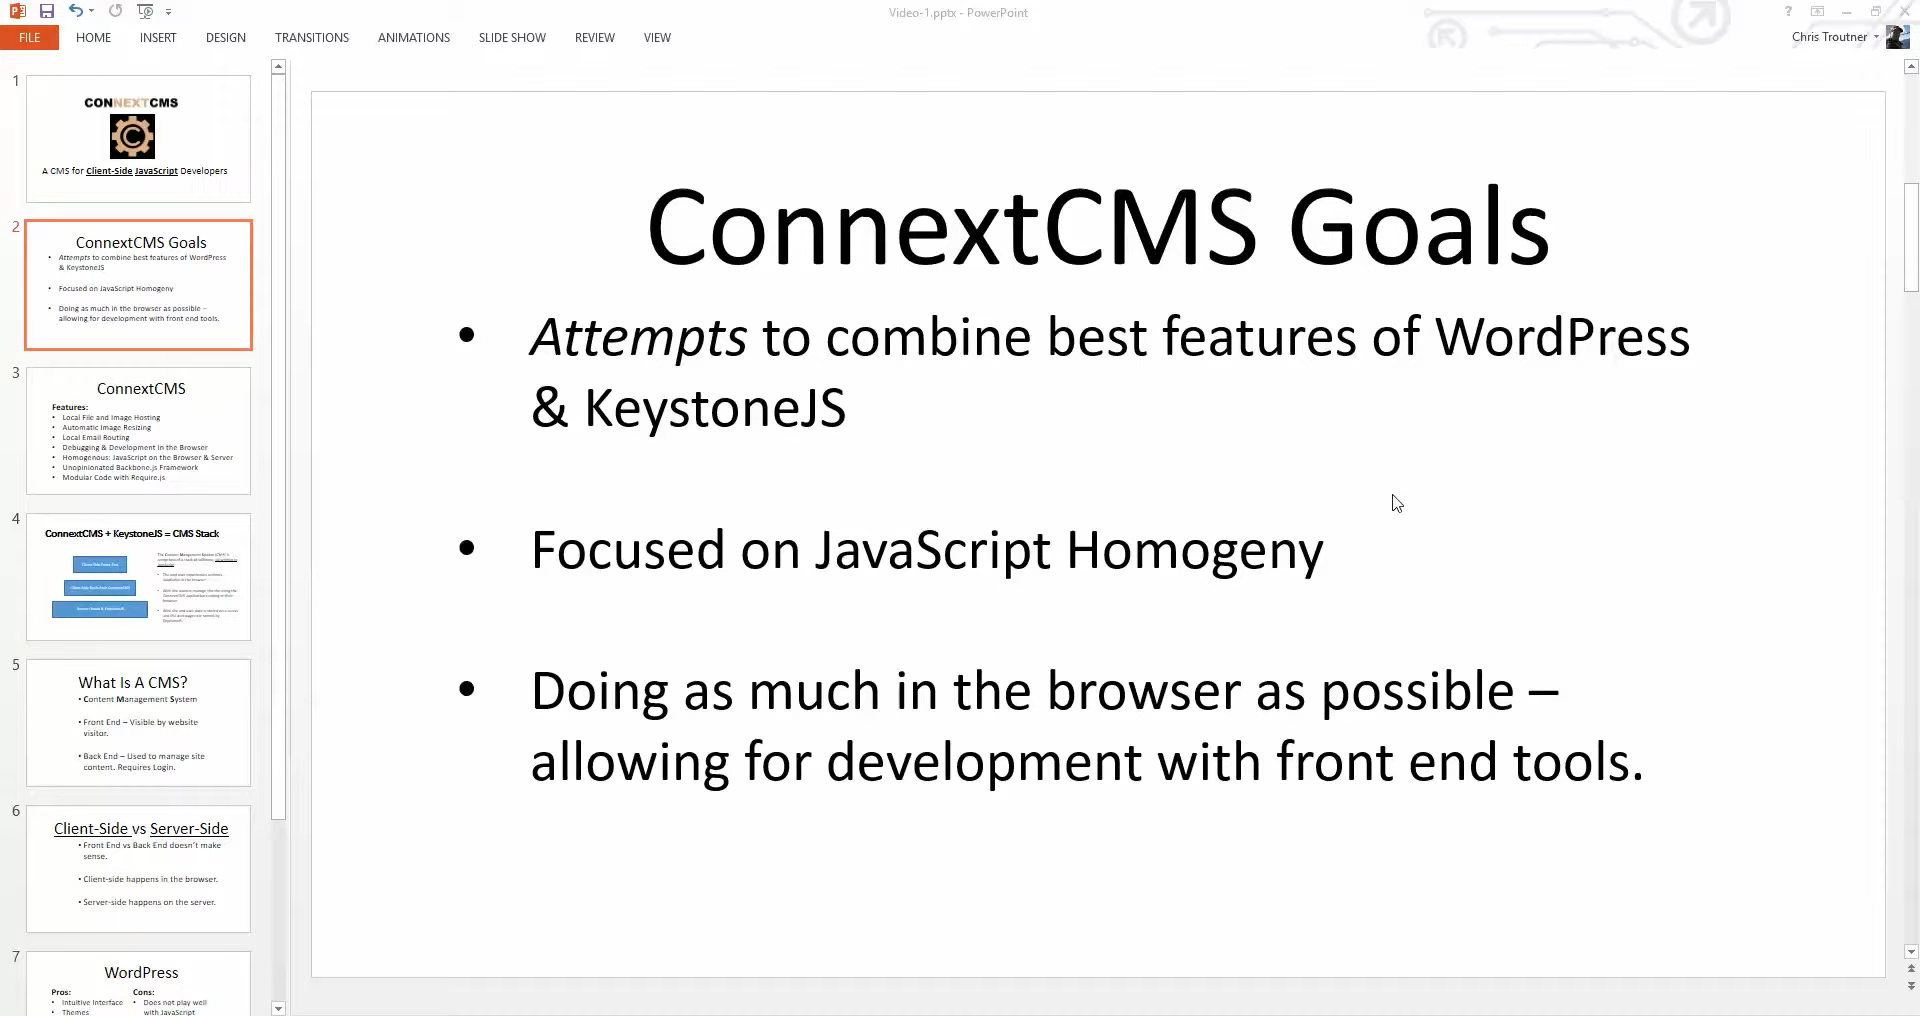 Video-1.pptx - PowerPoint
?
FILE HOME INSERT DESIGN TRANSITIONS ANIMATIONS SLIDE SHOW REVIEW VIEW
Chris Troutner
1
CONNEXTCMS
C
A CMS for Client-Side JavaScript Developers
2
ConnextCMS Goals
• Attempts to combine best features of WordPress
& KeystoneJS
• Focused on JavaScript Homogeny
• Doing as much in the browser as possible –
allowing for development with front end tools.
3
ConnextCMS
Features:
• Local File and Image Hosting
• Automatic Image Resizing
• Local Email Routing
• Debugging & Development In the Browser
• Homogenous: JavaScript on the Browser & Server
• Unopinionated Backbone.js Framework
• Modular Code with Require.js
4
ConnextCMS + KeystoneJS = CMS Stack
5
What Is A CMS?
• Content Management System
• Front End – Visible by website
visitor.
• Back End – Used to manage site
content. Requires Login.
6
Client-Side vs Server-Side
• Front End vs Back End doesn't make
sense.
• Client-side happens in the browser.
• Server-side happens on the server.
7
WordPress
Pros: Cons:
• Intuitive Interface • Does not play well
• Themes with JavaScript
ConnextCMS Goals
• Attempts to combine best features of WordPress
& KeystoneJS
• Focused on JavaScript Homogeny
• Doing as much in the browser as possible –
allowing for development with front end tools.